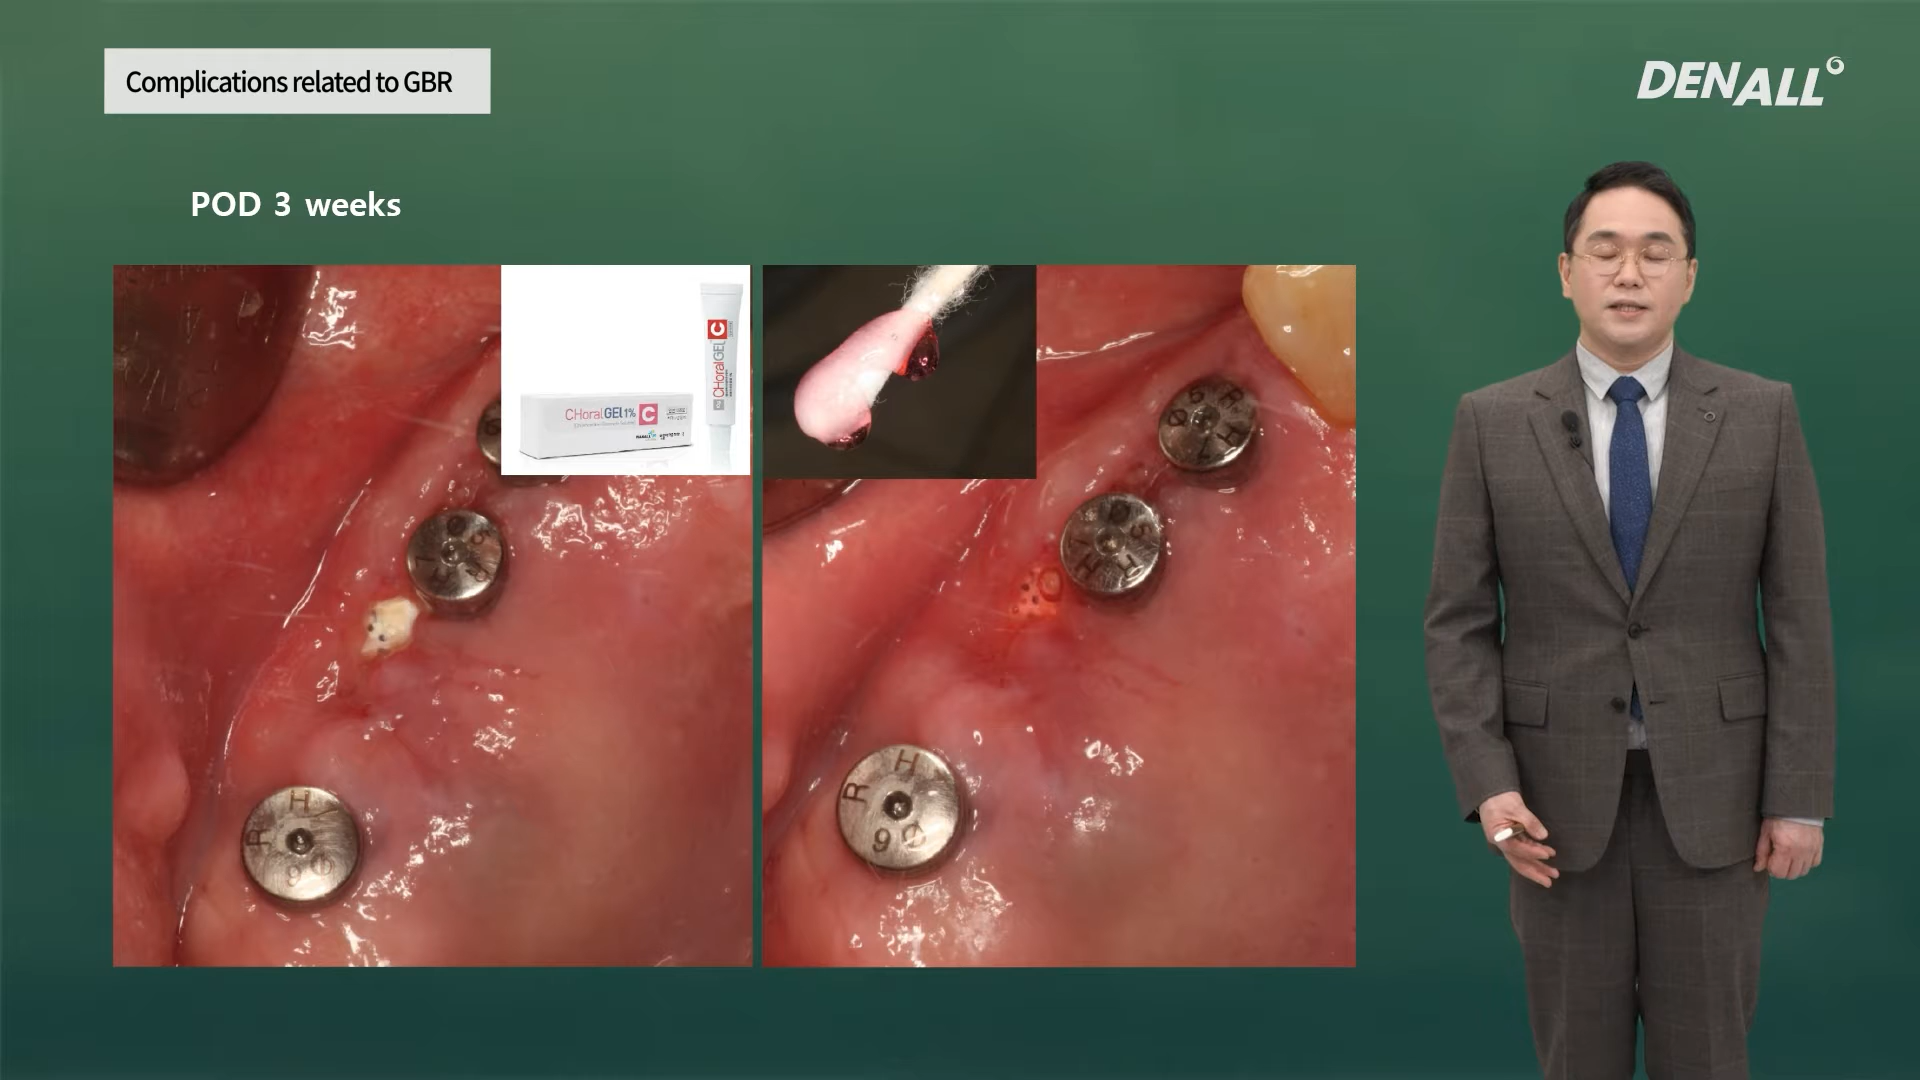 Complications related to GBR
DENALL
POD 3 weeks
CHoralGEl 1% C
CHoralGEL C
R H